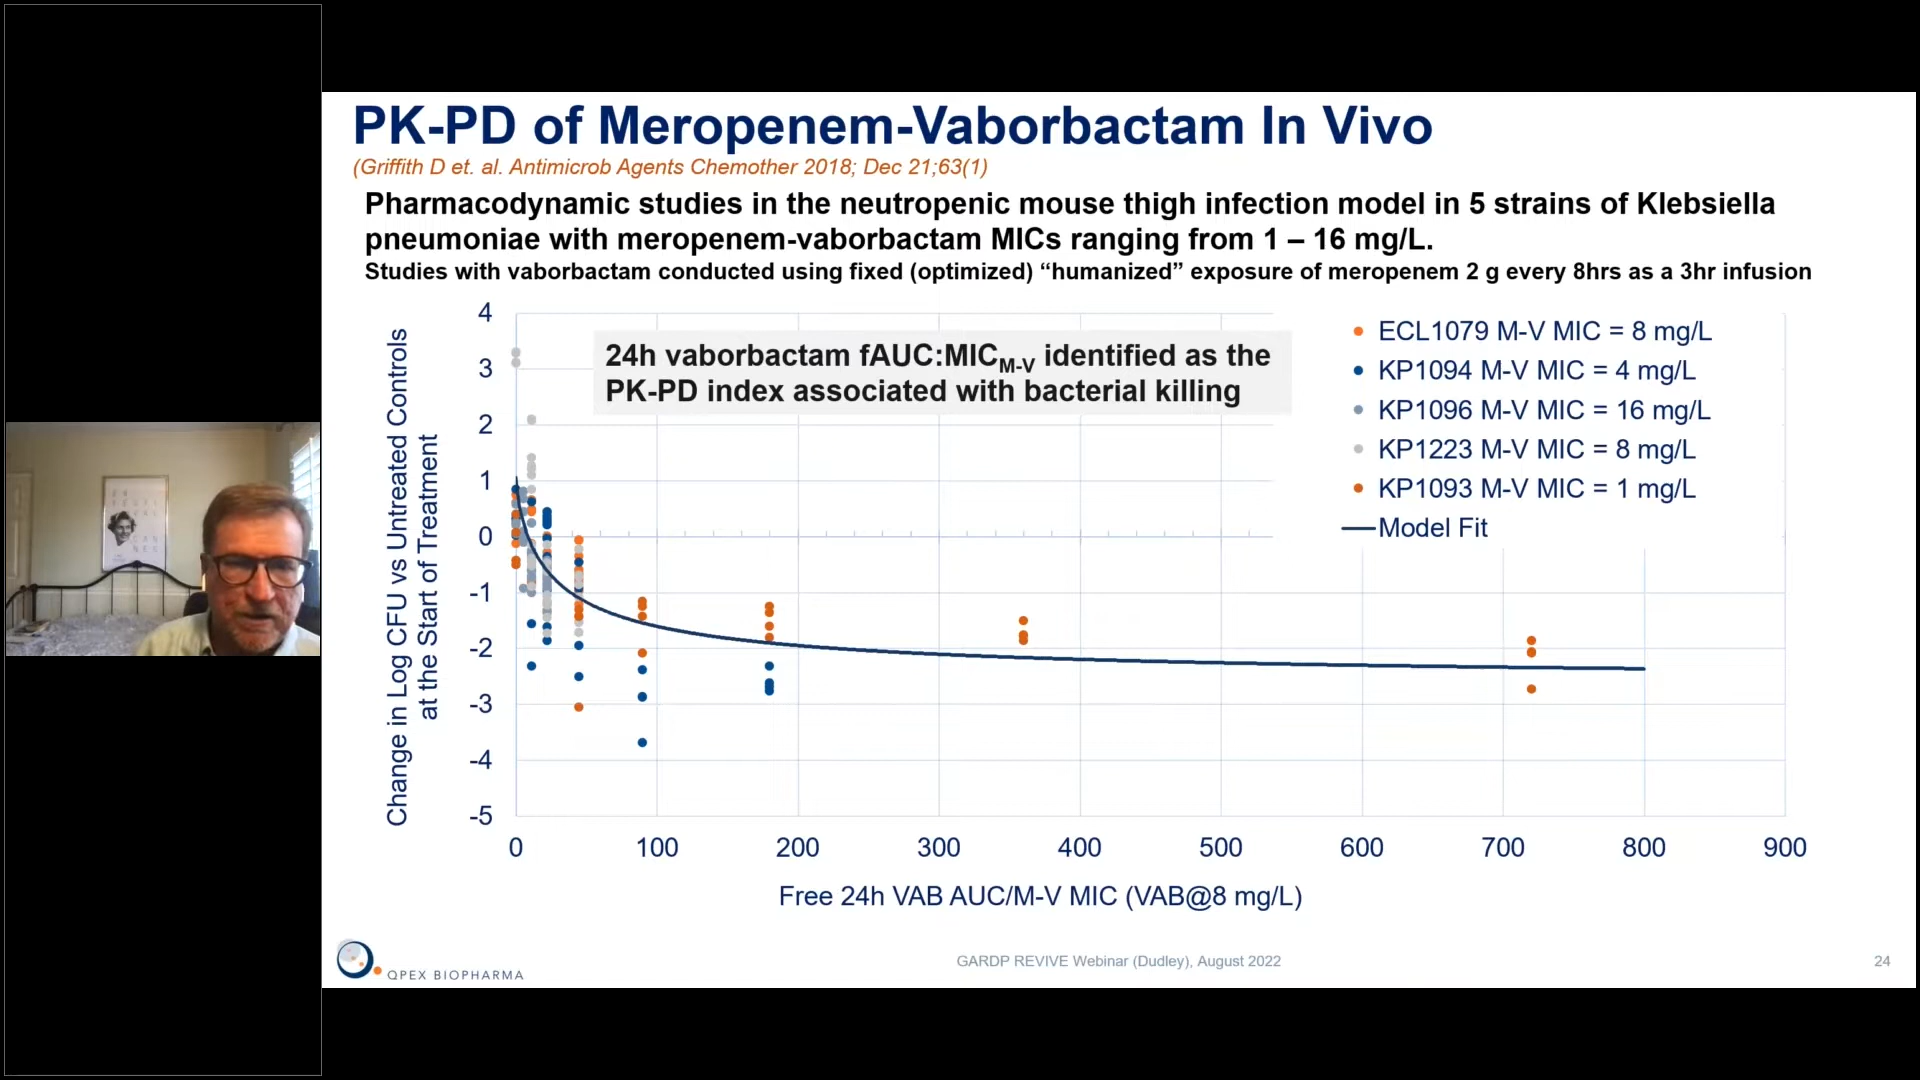 PK-PD of Meropenem-Vaborbactam In Vivo
(Griffith D et. al. Antimicrob Agents Chemother 2018; Dec 21;63(1)
Pharmacodynamic studies in the neutropenic mouse thigh infection model in 5 strains of Klebsiella
pneumoniae with meropenem-vaborbactam MICs ranging from 1 – 16 mg/L.
Studies with vaborbactam conducted using fixed (optimized) “humanized” exposure of meropenem 2 g every 8hrs as a 3hr infusion
Change in Log CFU vs Untreated Controls
at the Start of Treatment
4
3
2
1
0
-1
-2
-3
-4
-5
24h vaborbactam fAUC:MICM-V identified as the
PK-PD index associated with bacterial killing
ECL1079 M-V MIC = 8 mg/L
KP1094 M-V MIC = 4 mg/L
KP1096 M-V MIC = 16 mg/L
KP1223 M-V MIC = 8 mg/L
KP1093 M-V MIC = 1 mg/L
Model Fit
0 100 200 300 400 500 600 700 800 900
Free 24h VAB AUC/M-V MIC (VAB@8 mg/L)
QPEX BIOPHARMA
GARDP REVIVE Webinar (Dudley), August 2022
24